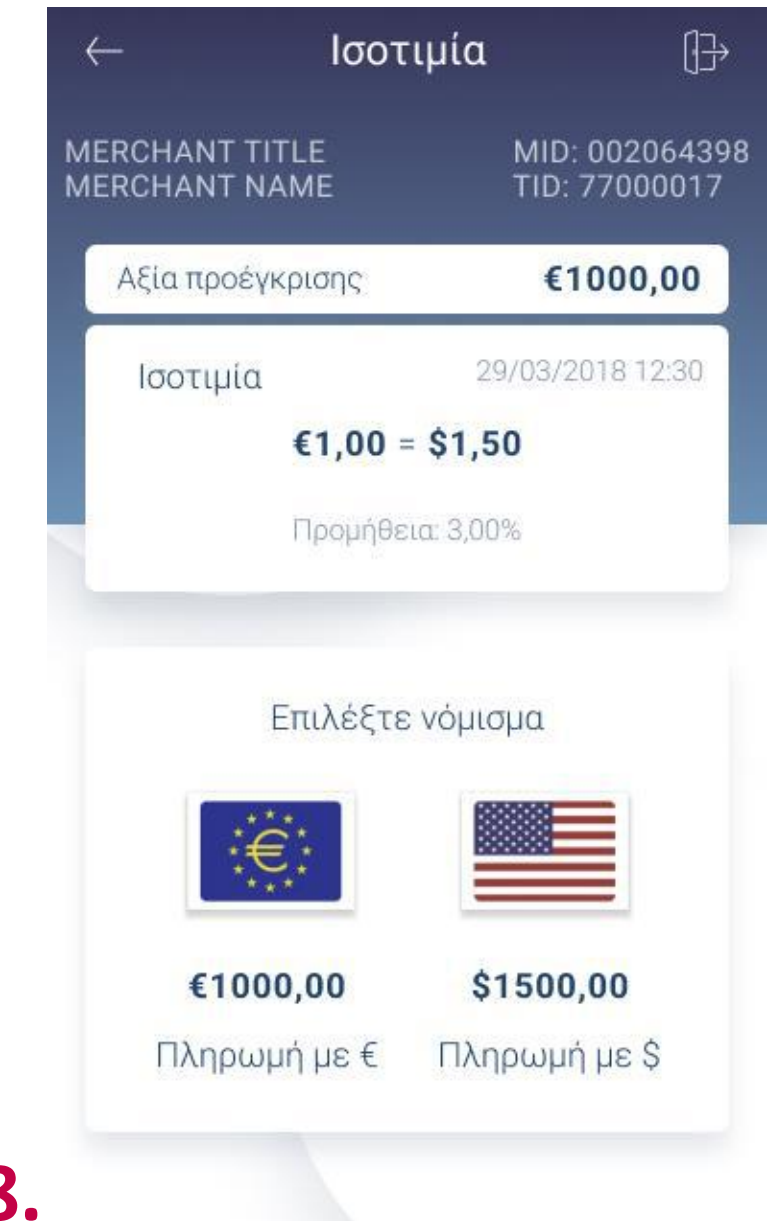 Ισοτιμία
MERCHANT TITLE
MID: 002064398
MERCHANT NAME
TID: 77000017
Αξία προέγκρισης €1000,00
Ισοτιμία 29/03/2018 12:30
€1,00 = $1,50
Προμήθεια: 3,00%
Επιλέξτε νόμισμα
€
€1000,00 $1500,00
Πληρωμή με € Πληρωμή με $
3.